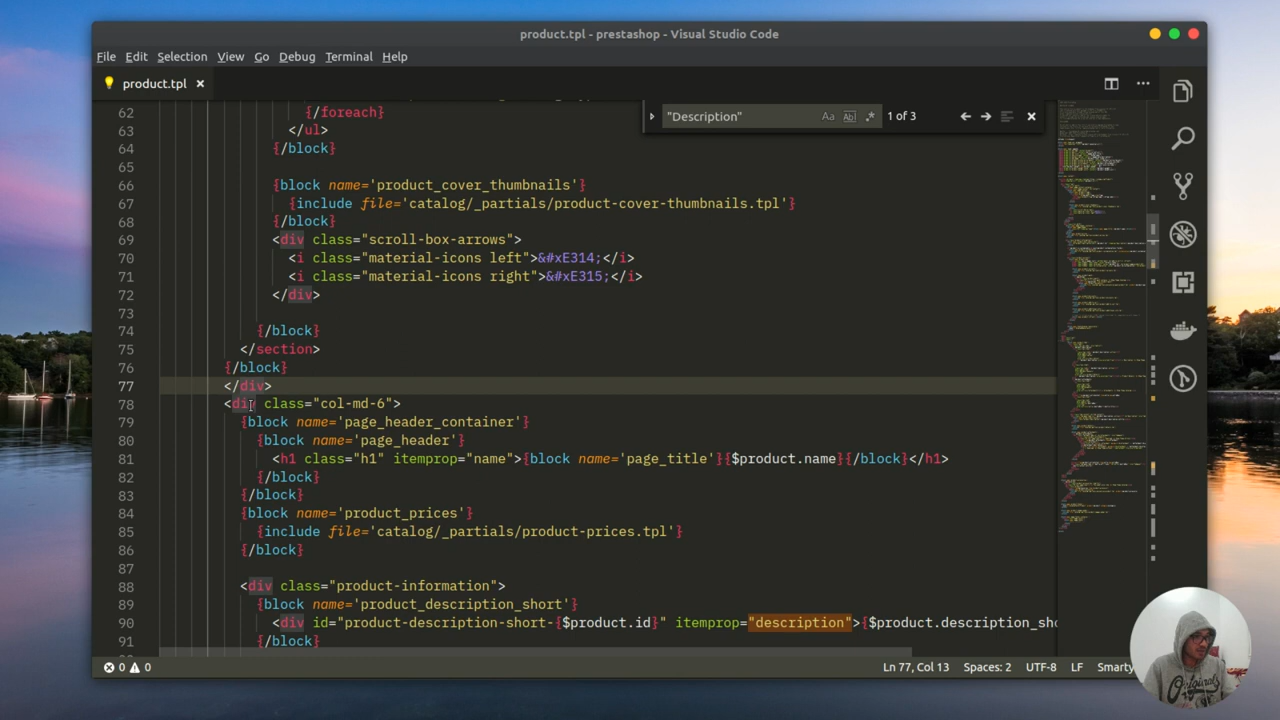 product.tpl - prestashop - Visual Studio Code
File Edit Selection View Go Debug Terminal Help
product.tpl
"Description" Aa Abl .* 1 of 3
62 {/foreach}
63 </ul>
64 {/block}
65
66 {block name='product_cover_thumbnails'}
67 {include file='catalog/_partials/product-cover-thumbnails.tpl'}
68 {/block}
69 <div class="scroll-box-arrows">
70 <i class="material-icons left">&#xE314;</i>
71 <i class="material-icons right">&#xE315;</i>
72 </div>
73
74 {/block}
75 </section>
76 {/block}
77 </div>
78 <div class="col-md-6">
79 {block name='page_header_container'}
80 {block name='page_header'}
81 <h1 class="h1" itemprop="name">{block name='page_title'}{$product.name}{/block}</h1>
82 {/block}
83 {/block}
84 {block name='product_prices'}
85 {include file='catalog/_partials/product-prices.tpl'}
86 {/block}
87
88 <div class="product-information">
89 {block name='product_description_short'}
90 <div id="product-description-short-{$product.id}" itemprop="description">{$product.description_sho
91 {/block}
0 0 Ln 77, Col 13 Spaces: 2 UTF-8 LF Smarty
Originals